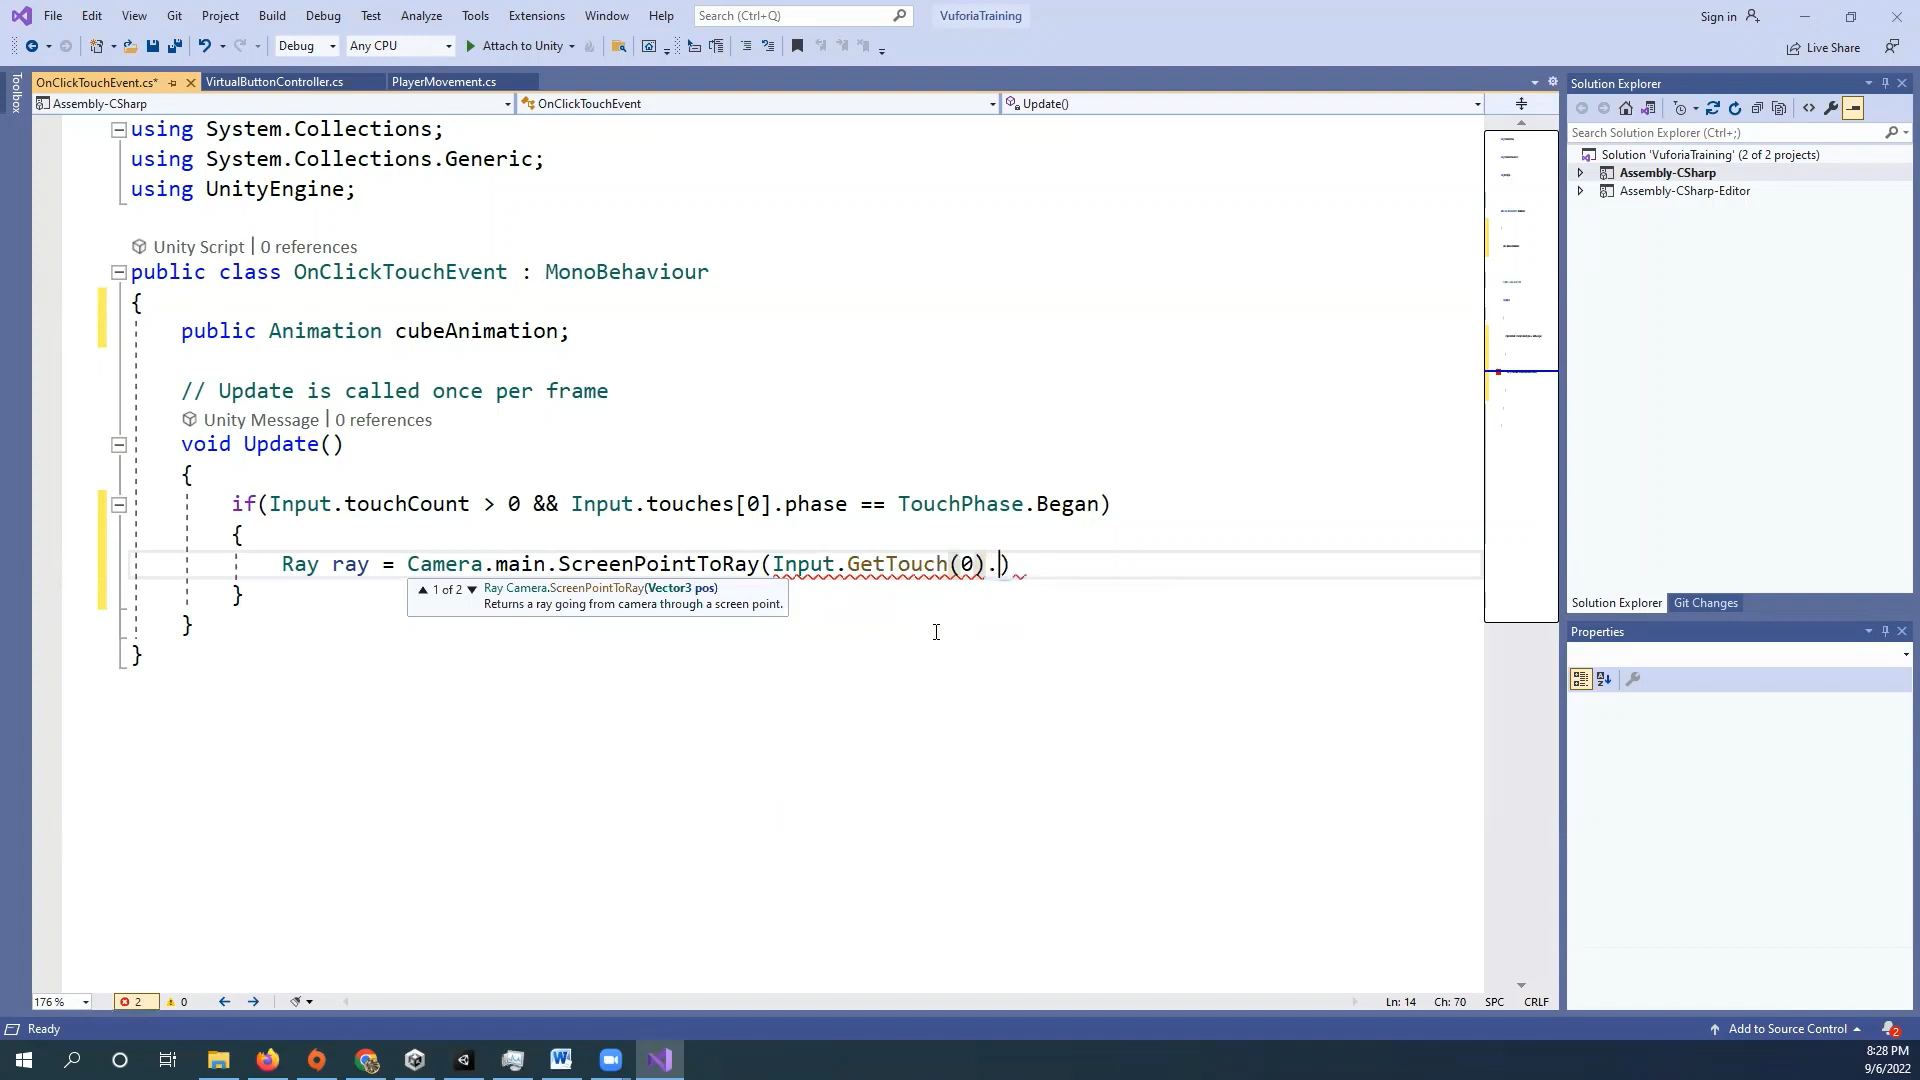 File Edit View Git Project Build Debug Test Analyze Tools Extensions Window Help Search (Ctrl+Q) VuforiaTraining Sign in
Debug Any CPU Attach to Unity Live Share
Toolbox
OnClickTouchEvent.cs* VirtualButtonController.cs PlayerMovement.cs
Assembly-CSharp OnClickTouchEvent Update()
using System.Collections;
using System.Collections.Generic;
using UnityEngine;
Unity Script | 0 references
public class OnClickTouchEvent : MonoBehaviour
{
public Animation cubeAnimation;
// Update is called once per frame
Unity Message | 0 references
void Update()
{
if(Input.touchCount > 0 && Input.touches[0].phase == TouchPhase.Began)
{
Ray ray = Camera.main.ScreenPointToRay(Input.GetTouch(0).)
1 of 2 Ray Camera.ScreenPointToRay(Vector3 pos)
Returns a ray going from camera through a screen point.
}
}
}
Solution Explorer
Search Solution Explorer (Ctrl+;)
Solution 'VuforiaTraining' (2 of 2 projects)
Assembly-CSharp
Assembly-CSharp-Editor
Solution Explorer Git Changes
Properties
176 % 2 0 Ln: 14 Ch: 70 SPC CRLF
Ready Add to Source Control 2
8:28 PM
9/6/2022